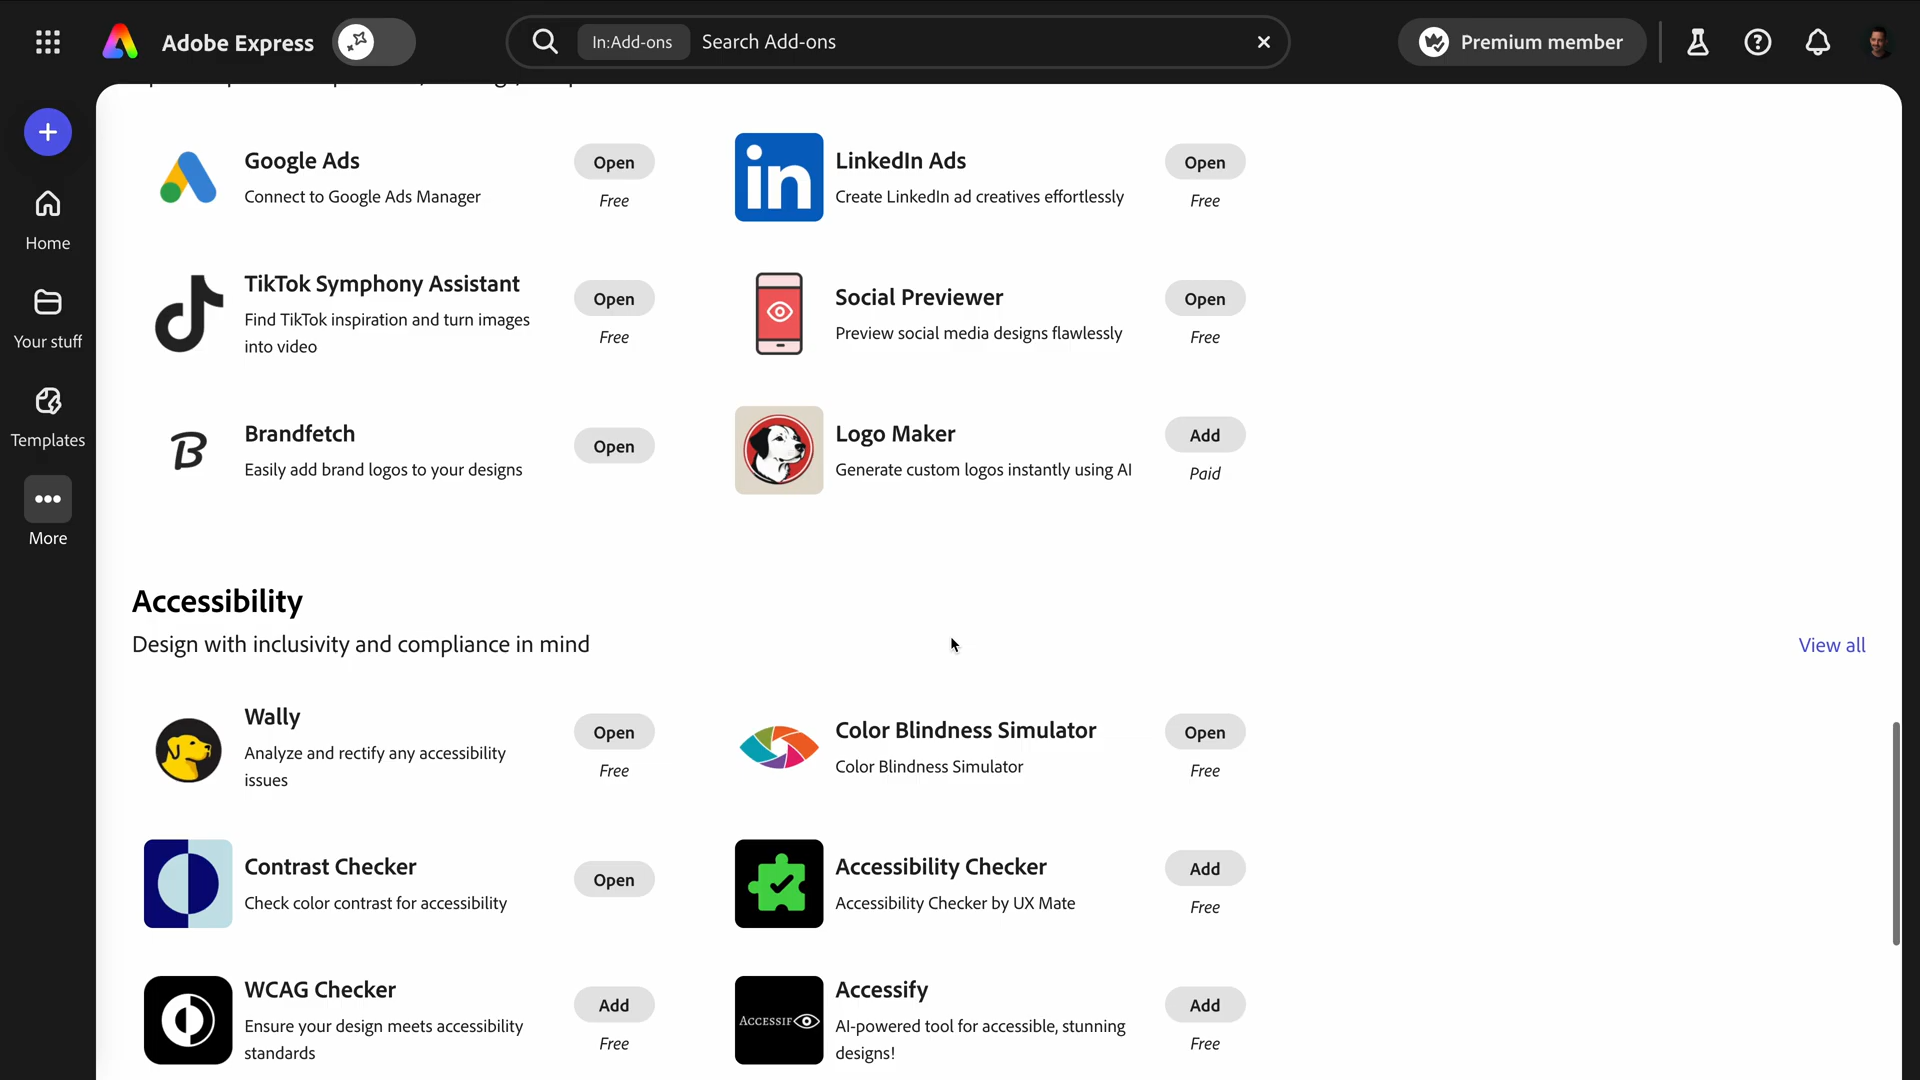 Adobe Express
In:Add-ons
Search Add-ons
Premium member
Home
Your stuff
Templates
More
Google Ads
Connect to Google Ads Manager
Open
Free
LinkedIn Ads
Create LinkedIn ad creatives effortlessly
Open
Free
TikTok Symphony Assistant
Find TikTok inspiration and turn images
into video
Open
Free
Social Previewer
Preview social media designs flawlessly
Open
Free
Brandfetch
Easily add brand logos to your designs
Open
Logo Maker
Generate custom logos instantly using AI
Add
Paid
Accessibility
Design with inclusivity and compliance in mind
View all
Wally
Analyze and rectify any accessibility
issues
Open
Free
Color Blindness Simulator
Color Blindness Simulator
Open
Free
Contrast Checker
Check color contrast for accessibility
Open
Accessibility Checker
Accessibility Checker by UX Mate
Add
Free
WCAG Checker
Ensure your design meets accessibility
standards
Add
Free
ACCESSIF
Accessify
AI-powered tool for accessible, stunning
designs!
Add
Free